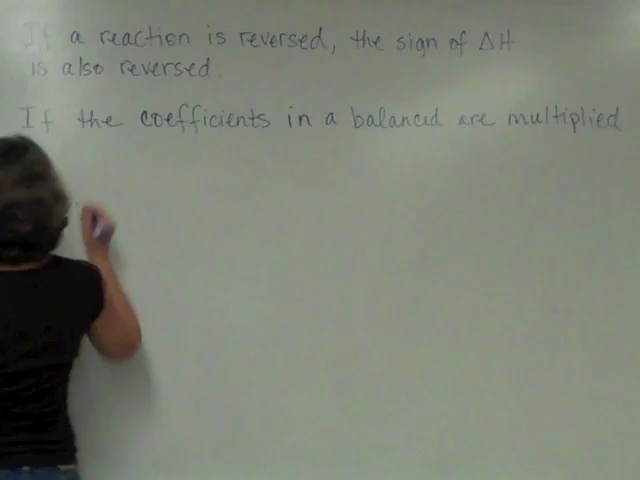 If a reaction is reversed, the sign of ΔH
is also reversed.
If the coefficients in a balanced are multiplied